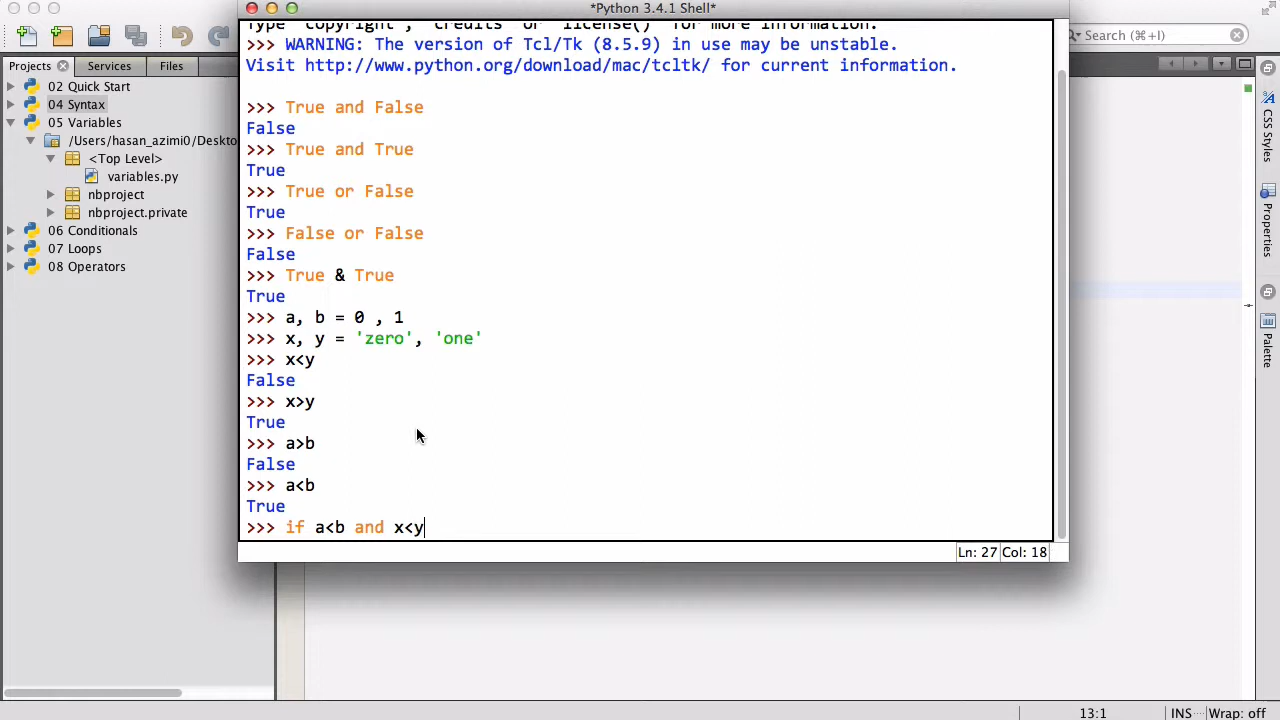 *Python 3.4.1 Shell*
Type "copyright", "credits" or "license()" for more information.
>>> WARNING: The version of Tcl/Tk (8.5.9) in use may be unstable.
Visit http://www.python.org/download/mac/tcltk/ for current information.
>>> True and False
False
>>> True and True
True
>>> True or False
True
>>> False or False
False
>>> True & True
True
>>> a, b = 0 , 1
>>> x, y = 'zero', 'one'
>>> x<y
False
>>> x>y
True
>>> a>b
False
>>> a<b
True
>>> if a<b and x<y
Ln: 27 Col: 18
Search (⌘+I)
Projects Services Files
02 Quick Start
04 Syntax
05 Variables
/Users/hasan_azimi0/Deskto
<Top Level>
variables.py
nbproject
nbproject.private
06 Conditionals
07 Loops
08 Operators
CSS Styles
Properties
Palette
13:1 INS Wrap: off